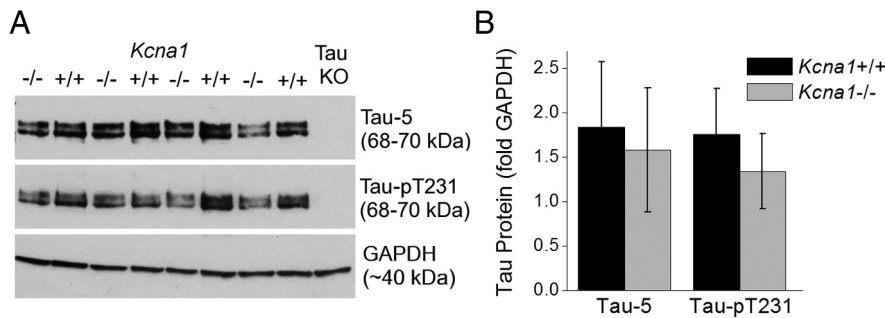 A
Kcna1
Tau
-/- +/+ -/- +/+ -/- +/+ -/- +/+ KO
Tau-5
(68-70 kDa)
Tau-pT231
(68-70 kDa)
GAPDH
(~40 kDa)
B
Tau Protein (fold GAPDH)
2.5
2.0
1.5
1.0
0.5
0.0
Kcna1+/+
Kcna1-/-
Tau-5 Tau-pT231